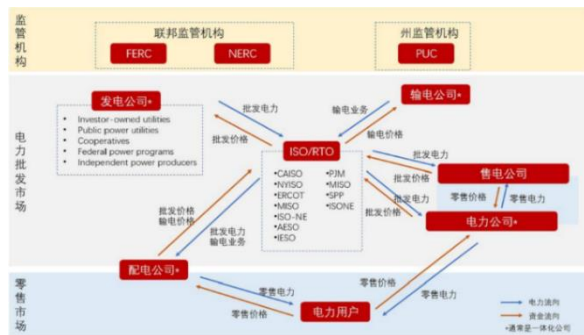 监管机构
联邦监管机构
FERC
NERC
州监管机构
PUC
电力批发市场
发电公司*
• Investor-owned utilities
• Public power utilities
• Cooperatives
• Federal power programs
• Independent power producers
批发电力
批发价格
输电公司*
输电业务
输电价格
ISO/RTO
•CAISO
•NYISO
•ERCOT
•MISO
•ISO-NE
•AESO
•IESO
•PJM
•MISO
•SPP
•ISONE
批发电力
批发价格
售电公司
零售价格
零售电力
批发电力
批发价格
电力公司*
批发价格
输电价格
批发电力
输电业务
配电公司*
零售市场
零售电力
零售价格
电力用户
零售价格
零售电力
电力流向
资金流向
*通常是一体化公司